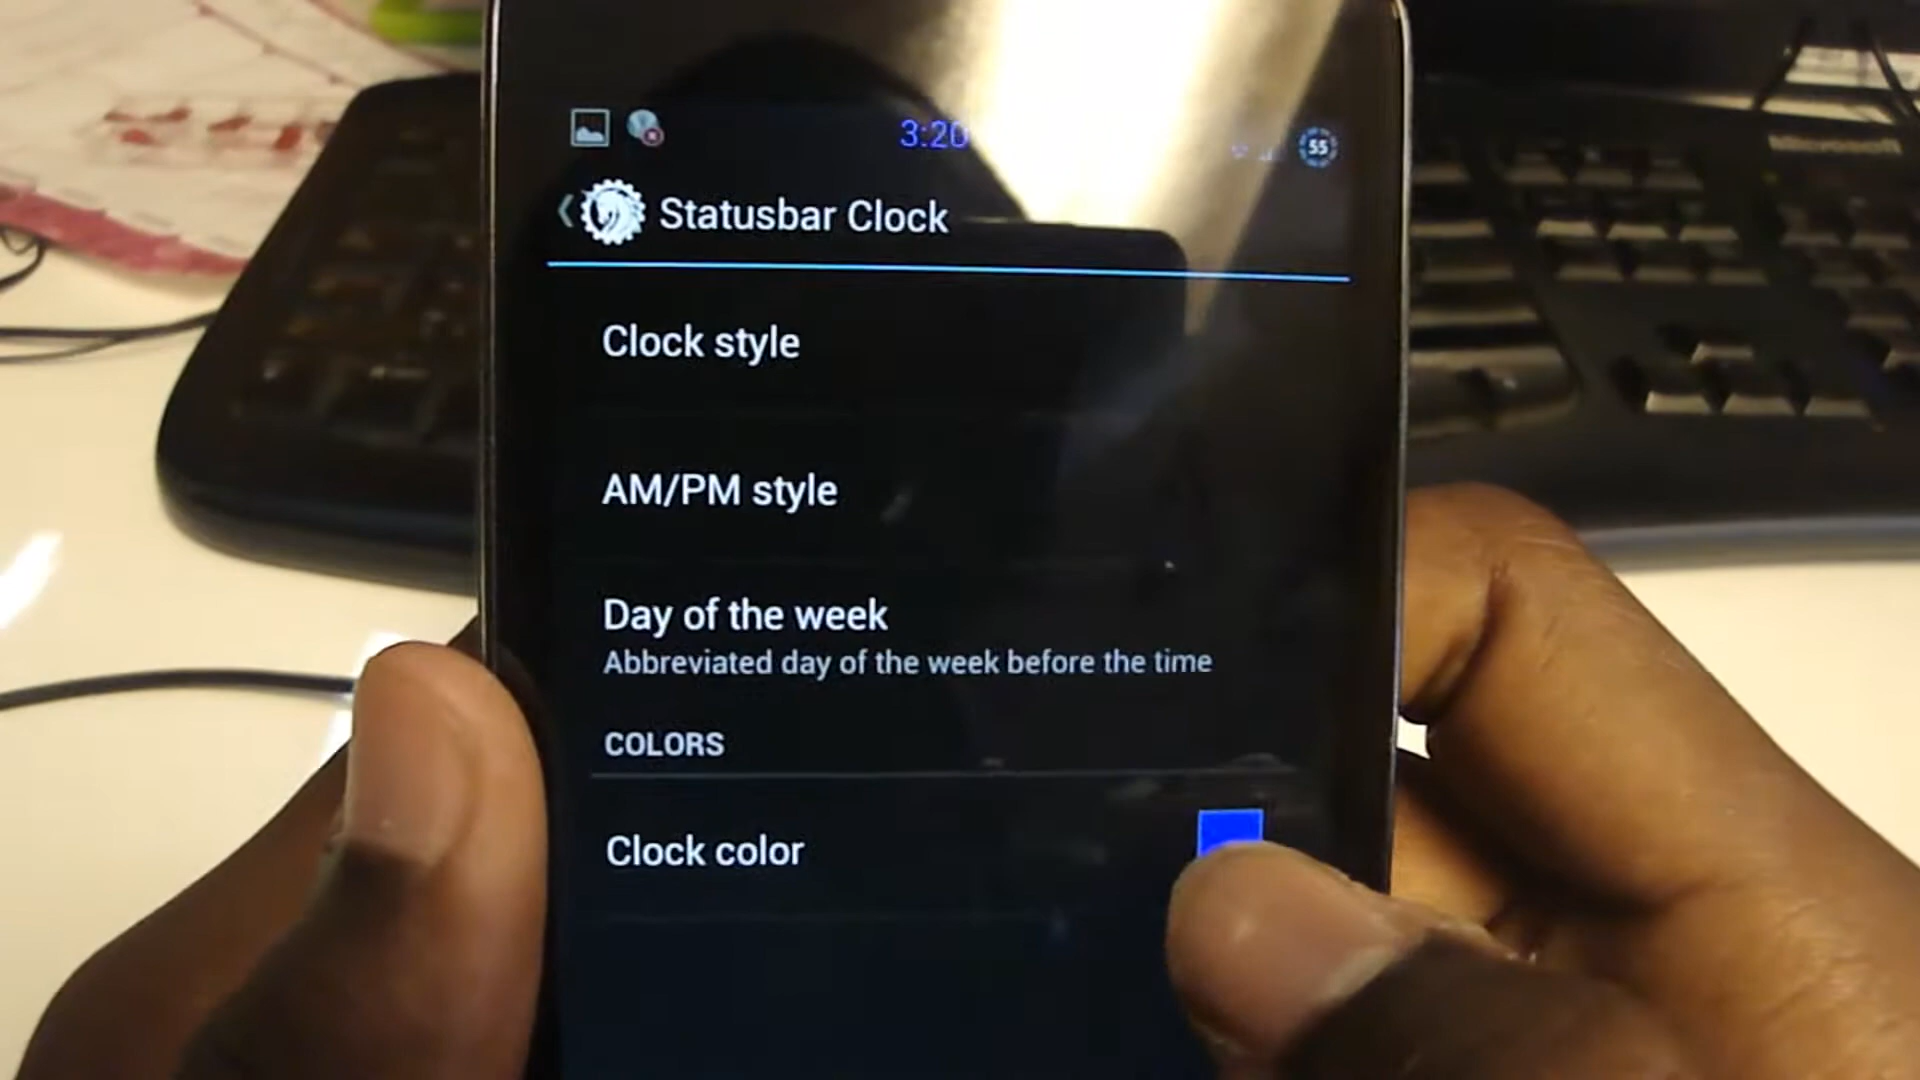 3:20
55
Statusbar Clock
Clock style
AM/PM style
Day of the week
Abbreviated day of the week before the time
COLORS
Clock color
Microsoft